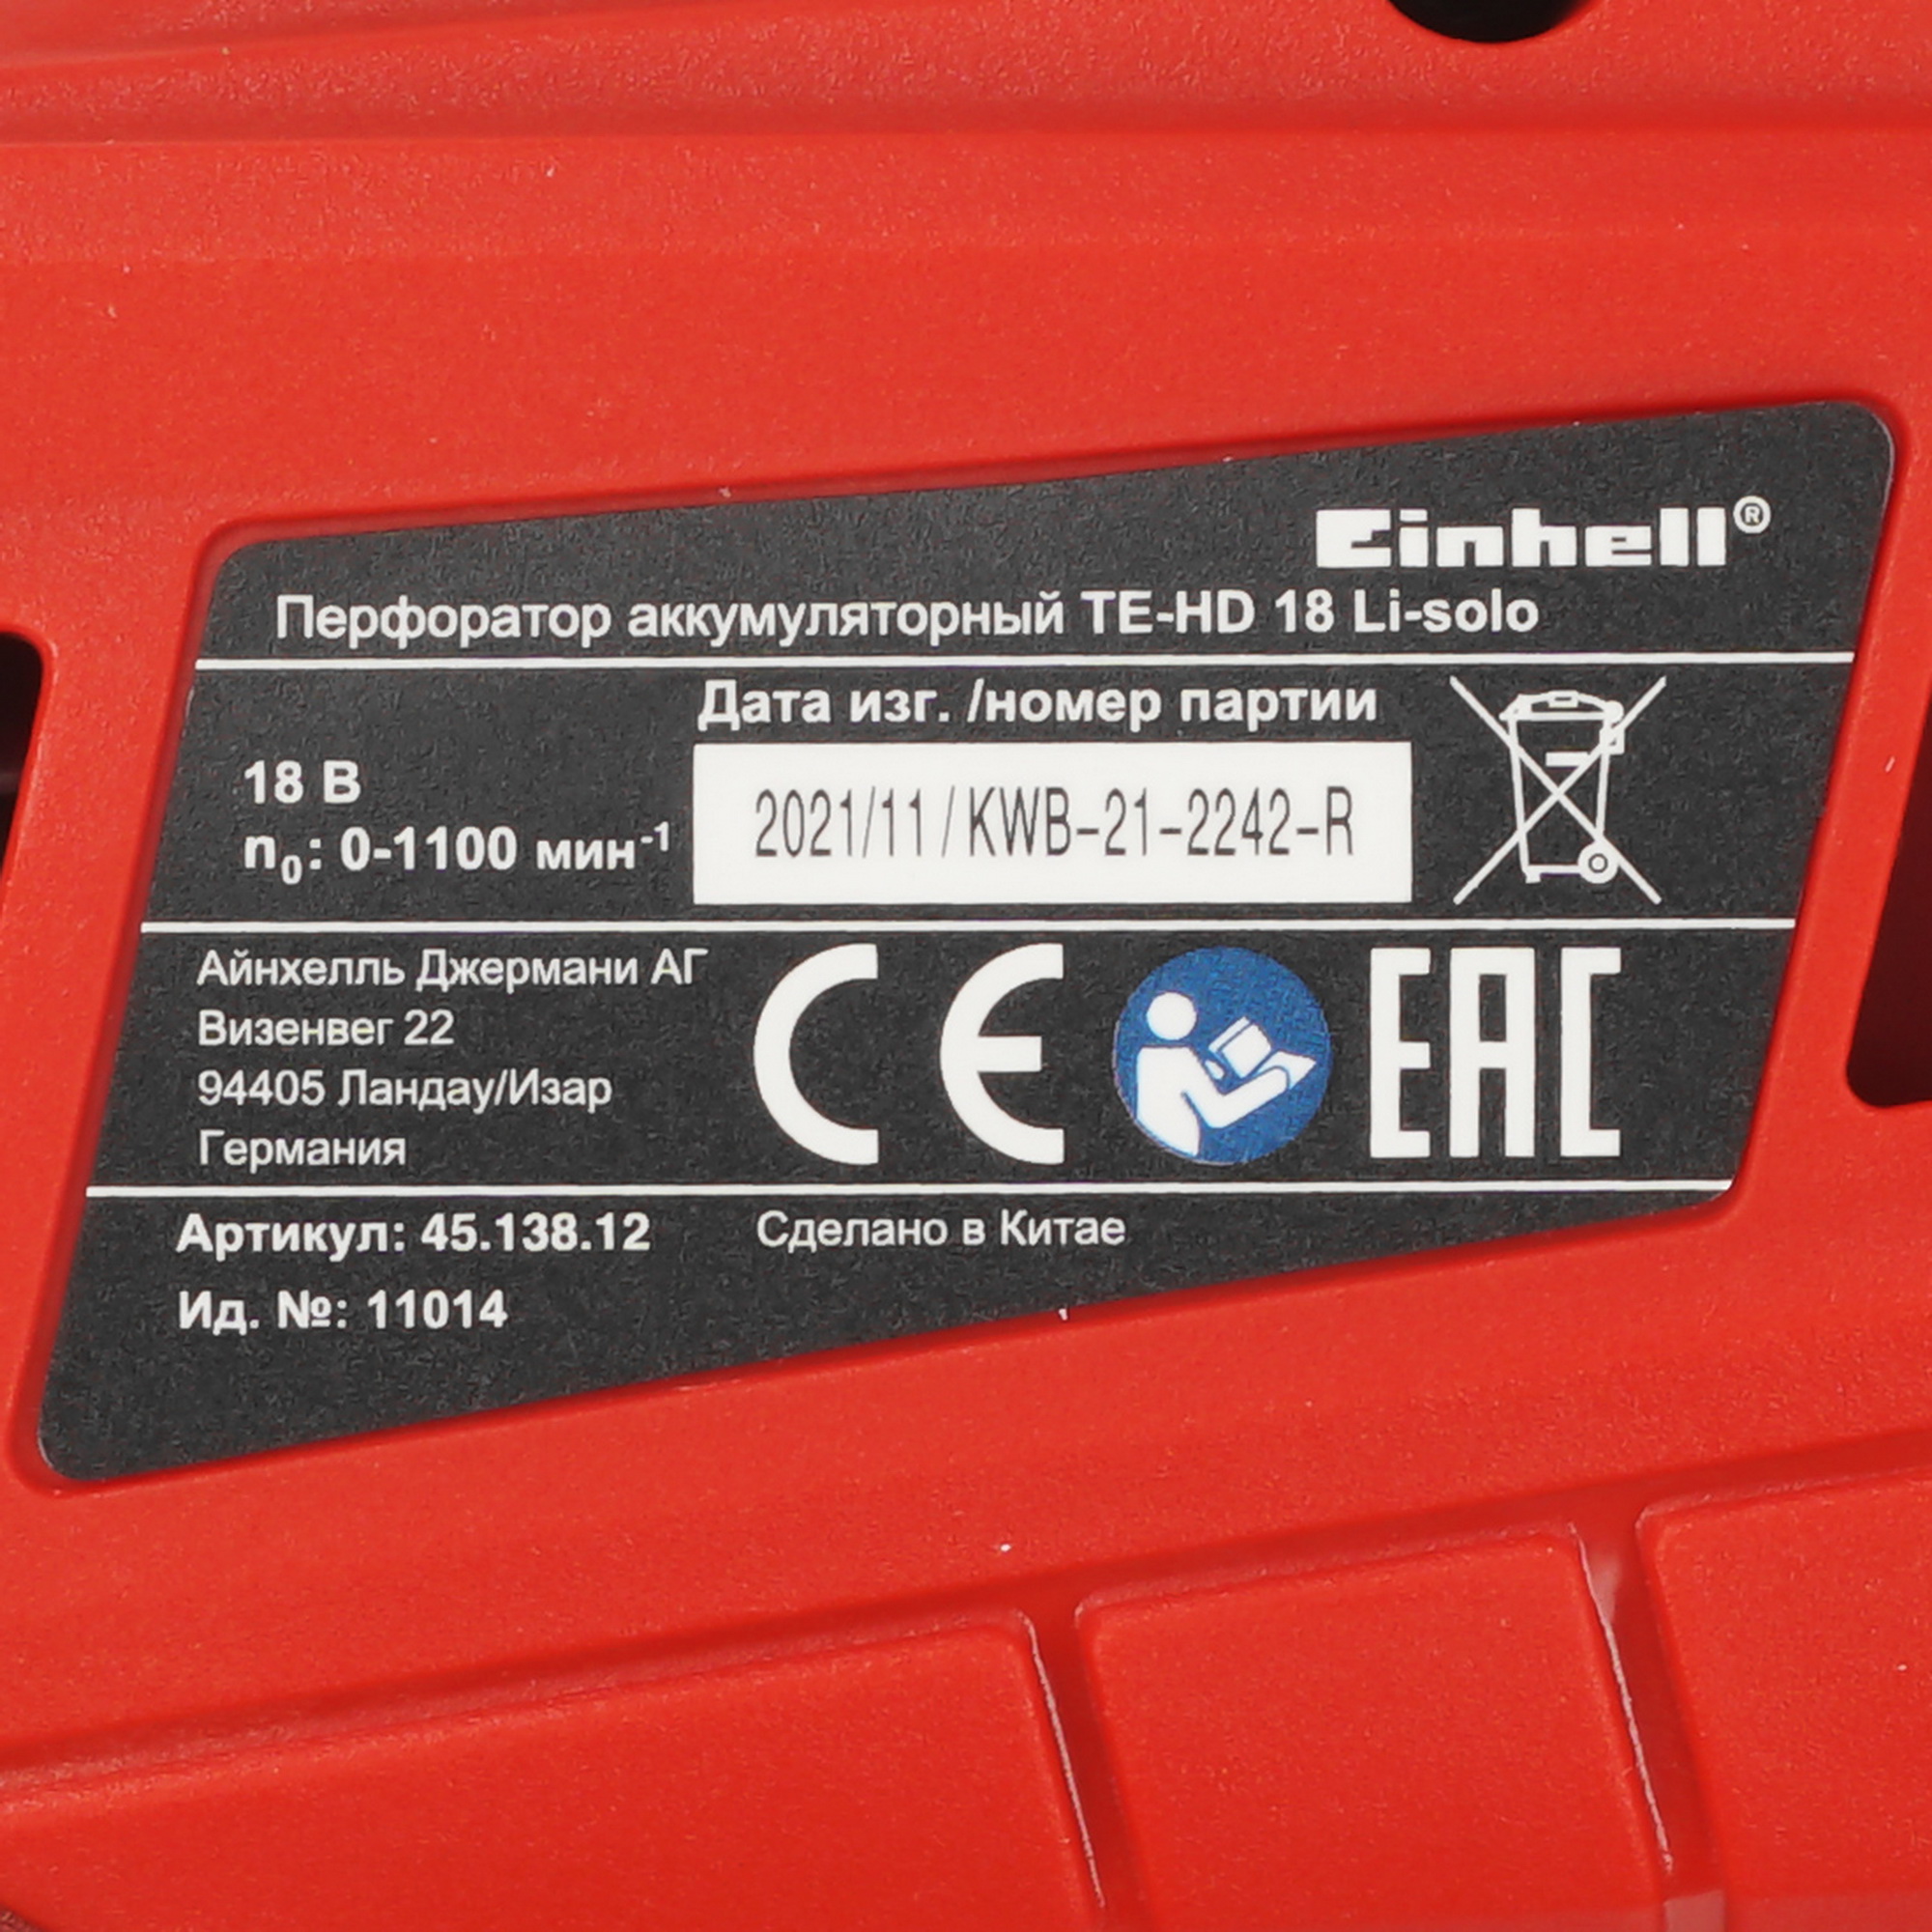 Einhell®
Перфоратор аккумуляторный TE-HD 18 Li-solo
Дата изг. /номер партии
18 В
n₀: 0-1100 мин⁻¹
2021/11 / KWB-21-2242-R
Айнхелль Джермани АГ
Визенвег 22
94405 Ландау/Изар
Германия
CE
EAC
Артикул: 45.138.12
Сделано в Китае
Ид. №: 11014